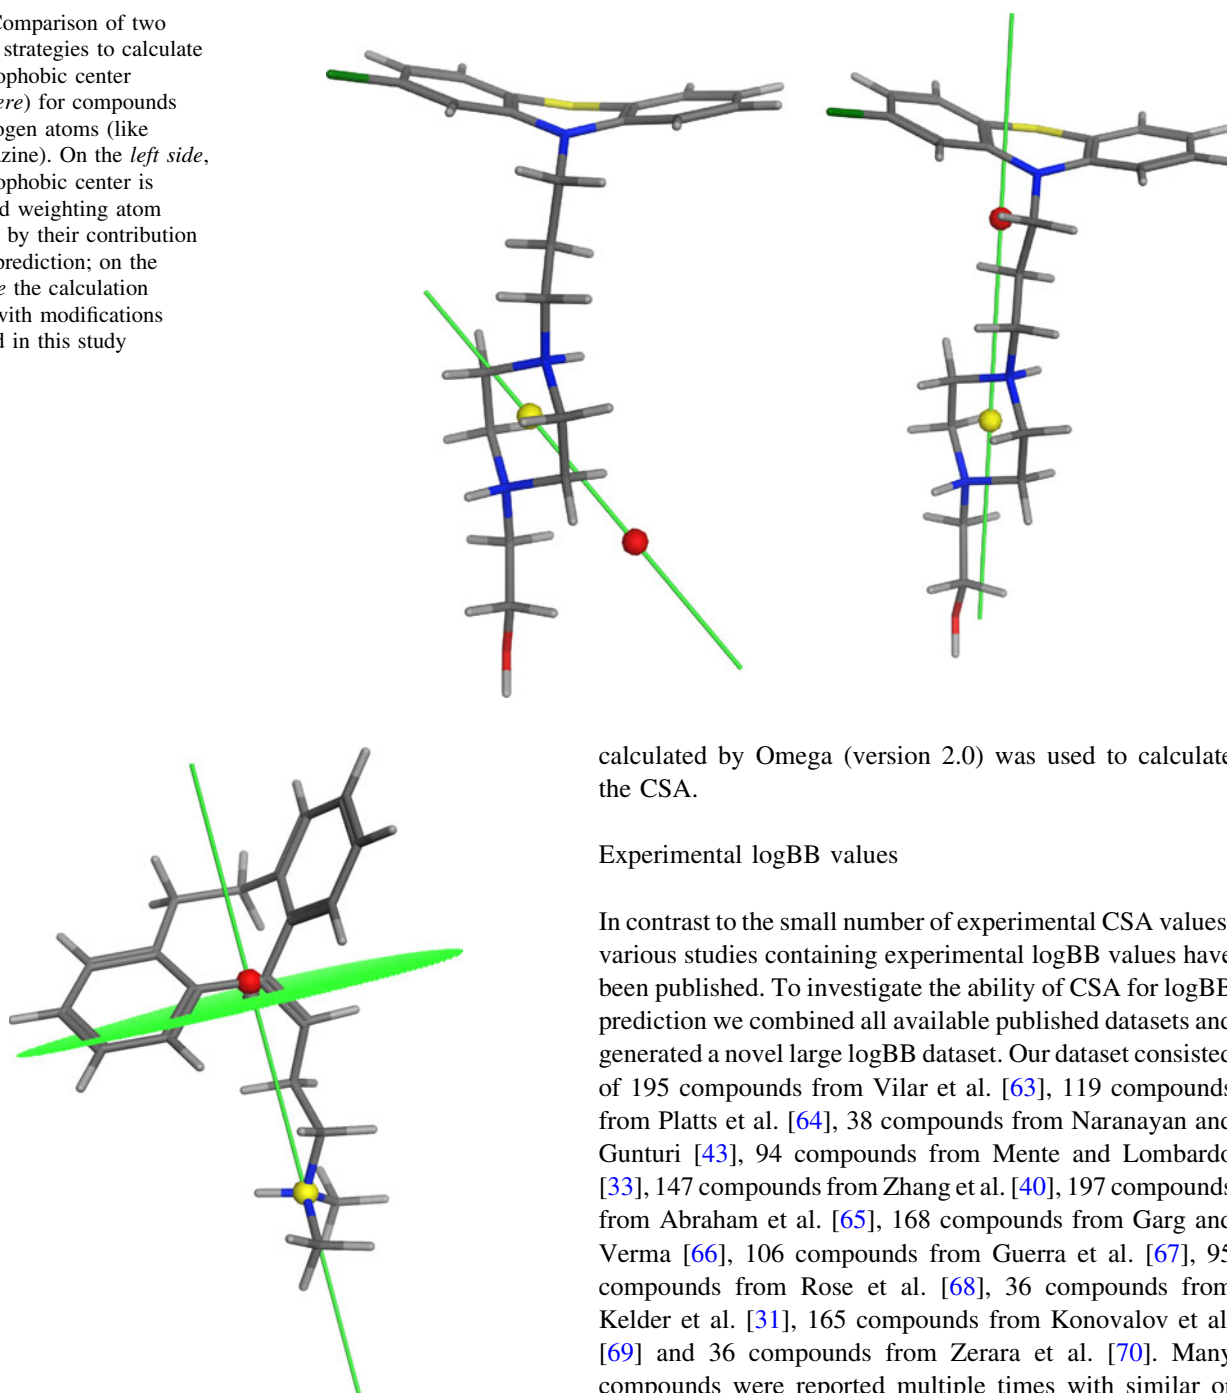 Comparison of two
strategies to calculate
ophobic center
ere) for compounds
ogen atoms (like
azine). On the left side,
ophobic center is
d weighting atom
by their contribution
prediction; on the
e the calculation
with modifications
d in this study
calculated by Omega (version 2.0) was used to calculate
the CSA.
Experimental logBB values
In contrast to the small number of experimental CSA values
various studies containing experimental logBB values have
been published. To investigate the ability of CSA for logBB
prediction we combined all available published datasets and
generated a novel large logBB dataset. Our dataset consisted
of 195 compounds from Vilar et al. [63], 119 compounds
from Platts et al. [64], 38 compounds from Naranayan and
Gunturi [43], 94 compounds from Mente and Lombardo
[33], 147 compounds from Zhang et al. [40], 197 compounds
from Abraham et al. [65], 168 compounds from Garg and
Verma [66], 106 compounds from Guerra et al. [67], 95
compounds from Rose et al. [68], 36 compounds from
Kelder et al. [31], 165 compounds from Konovalov et al
[69] and 36 compounds from Zerara et al. [70]. Many
compounds were reported multiple times with similar or